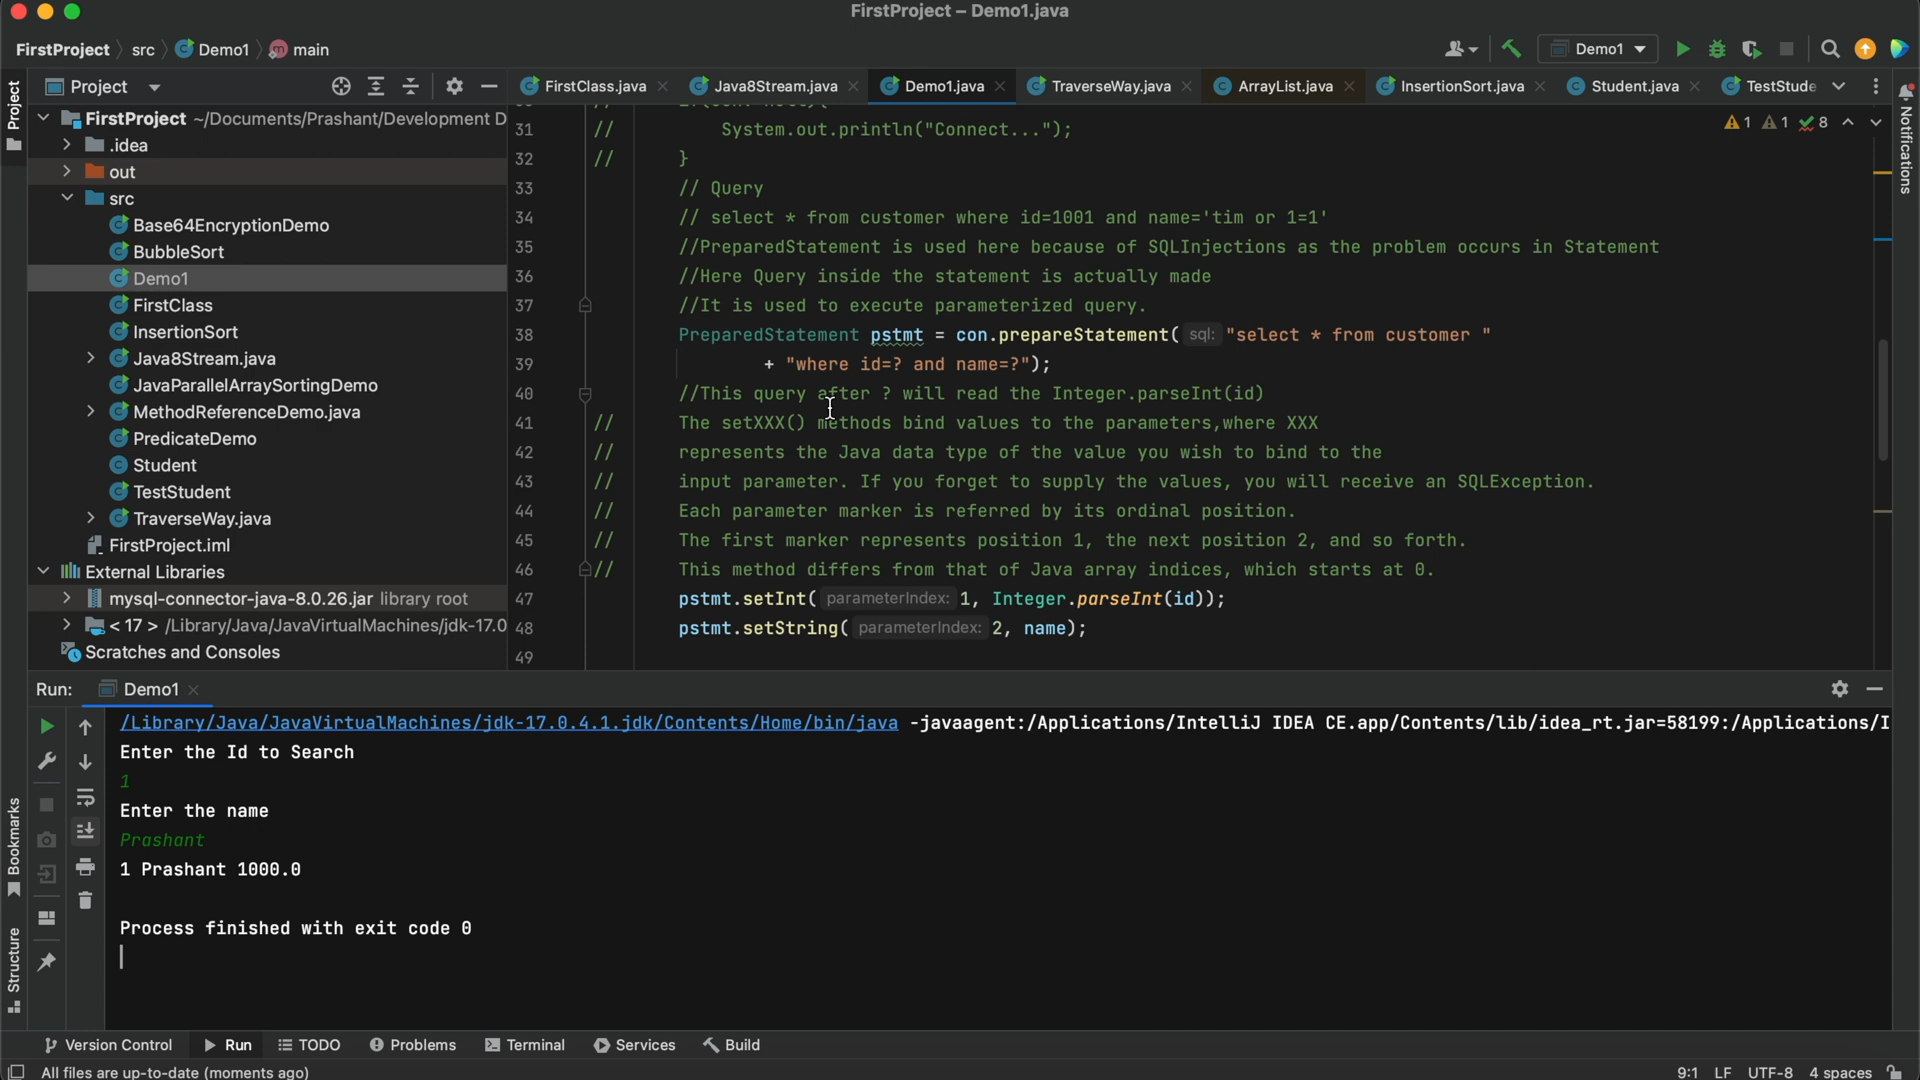 FirstProject – Demo1.java
FirstProject src Demo1 main
Demo1
Project
FirstClass.java
Java8Stream.java
Demo1.java
TraverseWay.java
ArrayList.java
InsertionSort.java
Student.java
TestStude
Project
Notifications
FirstProject ~/Documents/Prashant/Development D
.idea
out
src
Base64EncryptionDemo
BubbleSort
Demo1
FirstClass
InsertionSort
Java8Stream.java
JavaParallelArraySortingDemo
MethodReferenceDemo.java
PredicateDemo
Student
TestStudent
TraverseWay.java
FirstProject.iml
External Libraries
mysql-connector-java-8.0.26.jar library root
< 17 > /Library/Java/JavaVirtualMachines/jdk-17.0
Scratches and Consoles
1 1 8
31 // System.out.println("Connect...");
32 // }
33 // Query
34 // select * from customer where id=1001 and name='tim or 1=1'
35 //PreparedStatement is used here because of SQLInjections as the problem occurs in Statement
36 //Here Query inside the statement is actually made
37 //It is used to execute parameterized query.
38 PreparedStatement pstmt = con.prepareStatement( sql: "select * from customer "
39 + "where id=? and name=?");
40 //This query after ? will read the Integer.parseInt(id)
41 // The setXXX() methods bind values to the parameters,where XXX
42 // represents the Java data type of the value you wish to bind to the
43 // input parameter. If you forget to supply the values, you will receive an SQLException.
44 // Each parameter marker is referred by its ordinal position.
45 // The first marker represents position 1, the next position 2, and so forth.
46 // This method differs from that of Java array indices, which starts at 0.
47 pstmt.setInt( parameterIndex: 1, Integer.parseInt(id));
48 pstmt.setString( parameterIndex: 2, name);
49
Run: Demo1
/Library/Java/JavaVirtualMachines/jdk-17.0.4.1.jdk/Contents/Home/bin/java -javaagent:/Applications/IntelliJ IDEA CE.app/Contents/lib/idea_rt.jar=58199:/Applications/I
Enter the Id to Search
1
Enter the name
Prashant
1 Prashant 1000.0
Process finished with exit code 0
Bookmarks
Structure
Version Control Run TODO Problems Terminal Services Build
All files are up-to-date (moments ago)
9:1 LF UTF-8 4 spaces